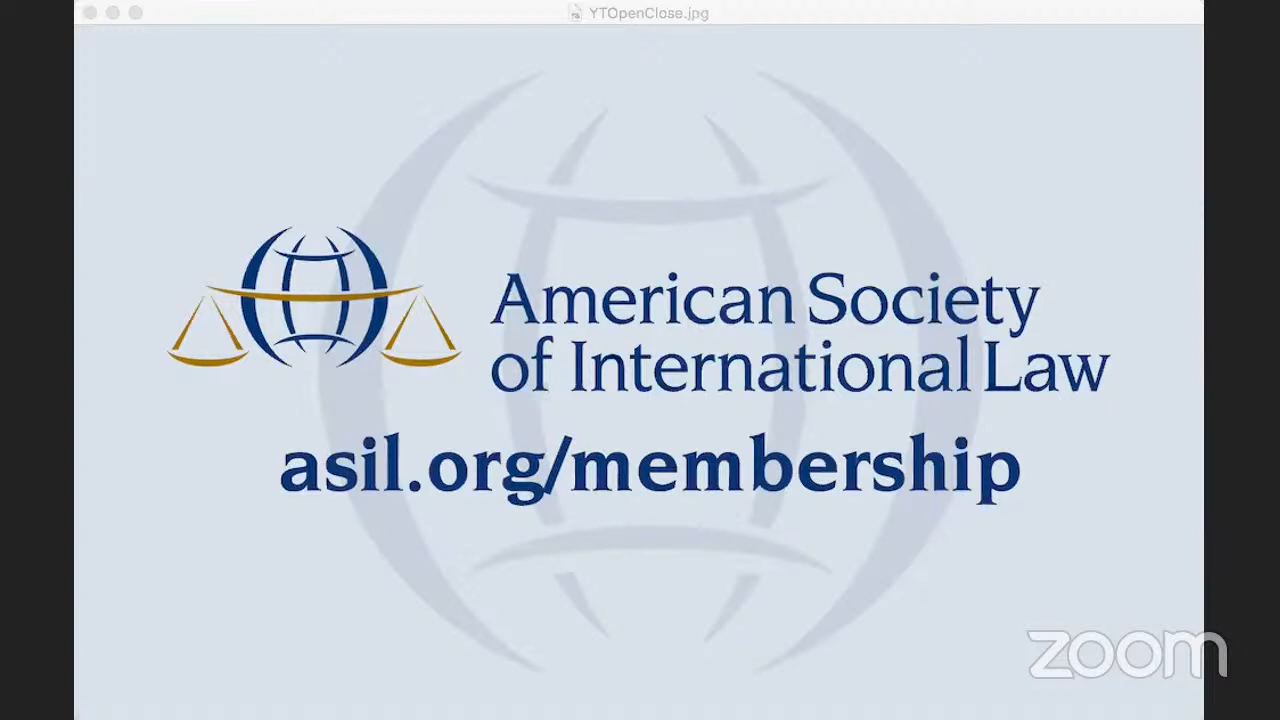 YTOpenClose.jpg
American Society
of International Law
asil.org/membership
zoom